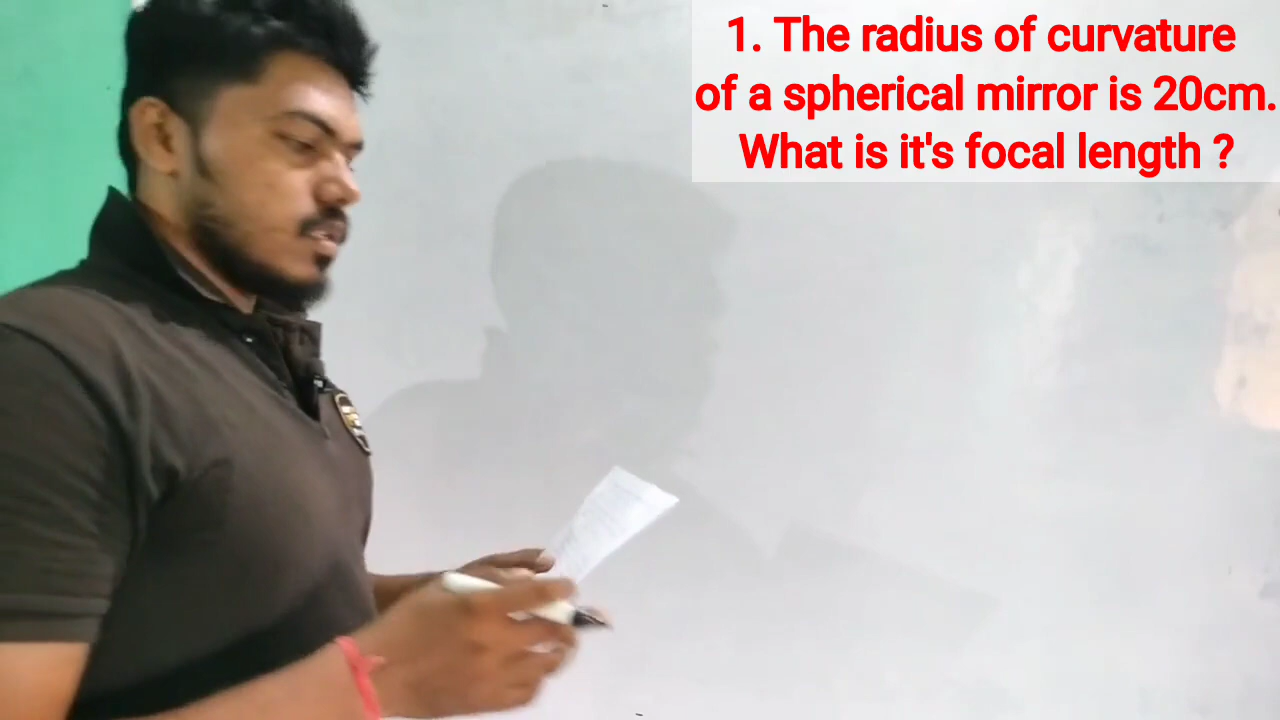 1. The radius of curvature
of a spherical mirror is 20cm.
What is it's focal length ?